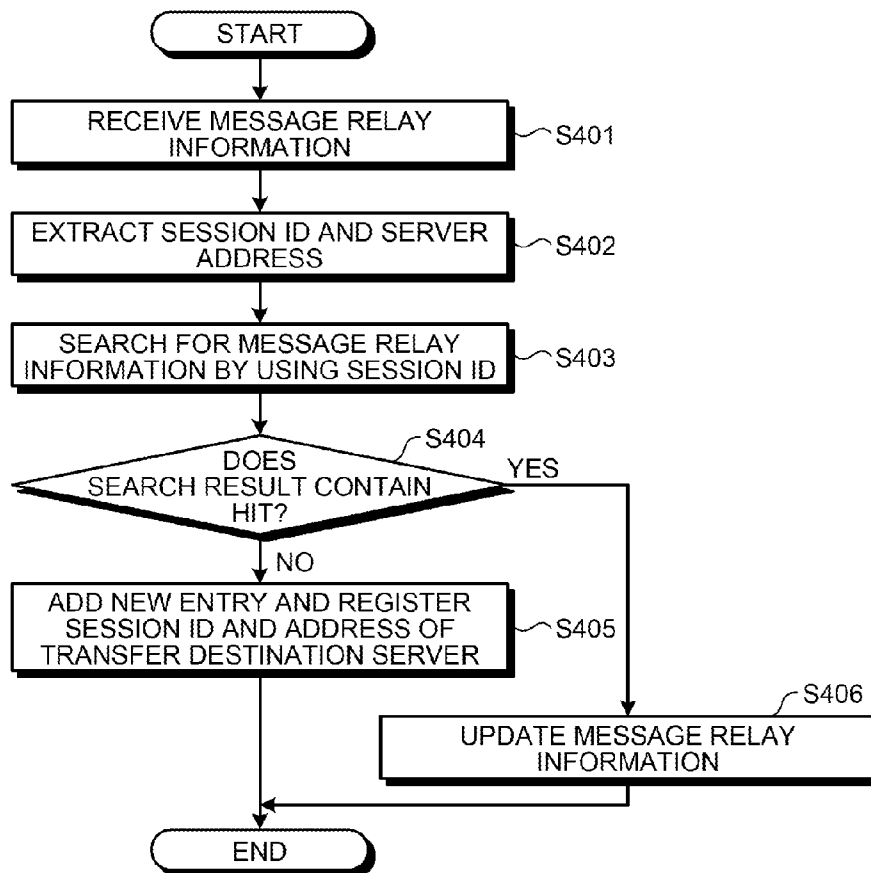 START
RECEIVE MESSAGE RELAY
INFORMATION
S401
EXTRACT SESSION ID AND SERVER
ADDRESS
S402
SEARCH FOR MESSAGE RELAY
INFORMATION BY USING SESSION ID
S403
S404
DOES
SEARCH RESULT CONTAIN
HIT?
YES
NO
ADD NEW ENTRY AND REGISTER
SESSION ID AND ADDRESS OF
TRANSFER DESTINATION SERVER
S405
S406
UPDATE MESSAGE RELAY
INFORMATION
END